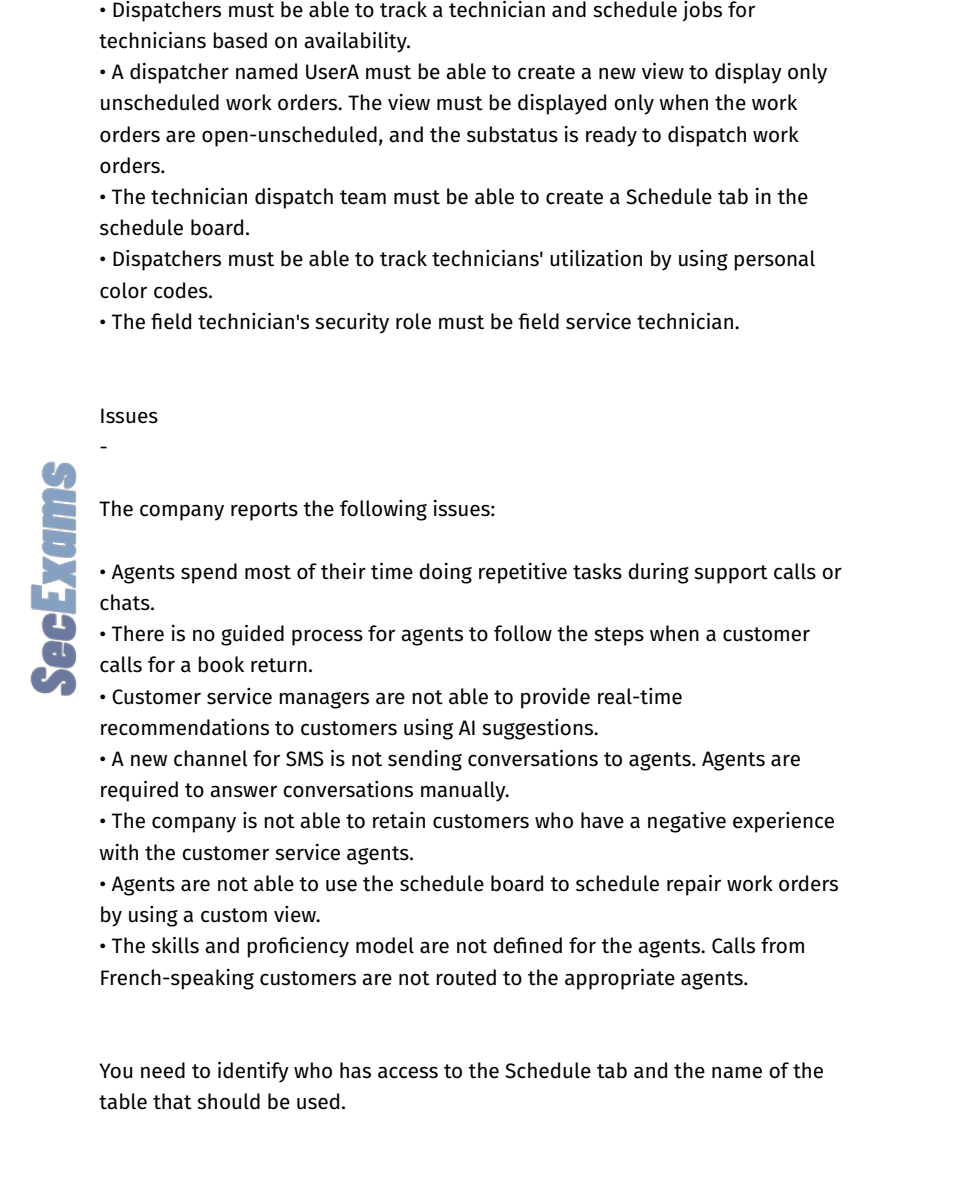 • Dispatchers must be able to track a technician and schedule jobs for
technicians based on availability.
• A dispatcher named UserA must be able to create a new view to display only
unscheduled work orders. The view must be displayed only when the work
orders are open-unscheduled, and the substatus is ready to dispatch work
orders.
• The technician dispatch team must be able to create a Schedule tab in the
schedule board.
• Dispatchers must be able to track technicians' utilization by using personal
color codes.
• The field technician's security role must be field service technician.
Issues
-
The company reports the following issues:
• Agents spend most of their time doing repetitive tasks during support calls or
chats.
• There is no guided process for agents to follow the steps when a customer
calls for a book return.
• Customer service managers are not able to provide real-time
recommendations to customers using AI suggestions.
• A new channel for SMS is not sending conversations to agents. Agents are
required to answer conversations manually.
• The company is not able to retain customers who have a negative experience
with the customer service agents.
• Agents are not able to use the schedule board to schedule repair work orders
by using a custom view.
• The skills and proficiency model are not defined for the agents. Calls from
French-speaking customers are not routed to the appropriate agents.
You need to identify who has access to the Schedule tab and the name of the
table that should be used.
SecExams